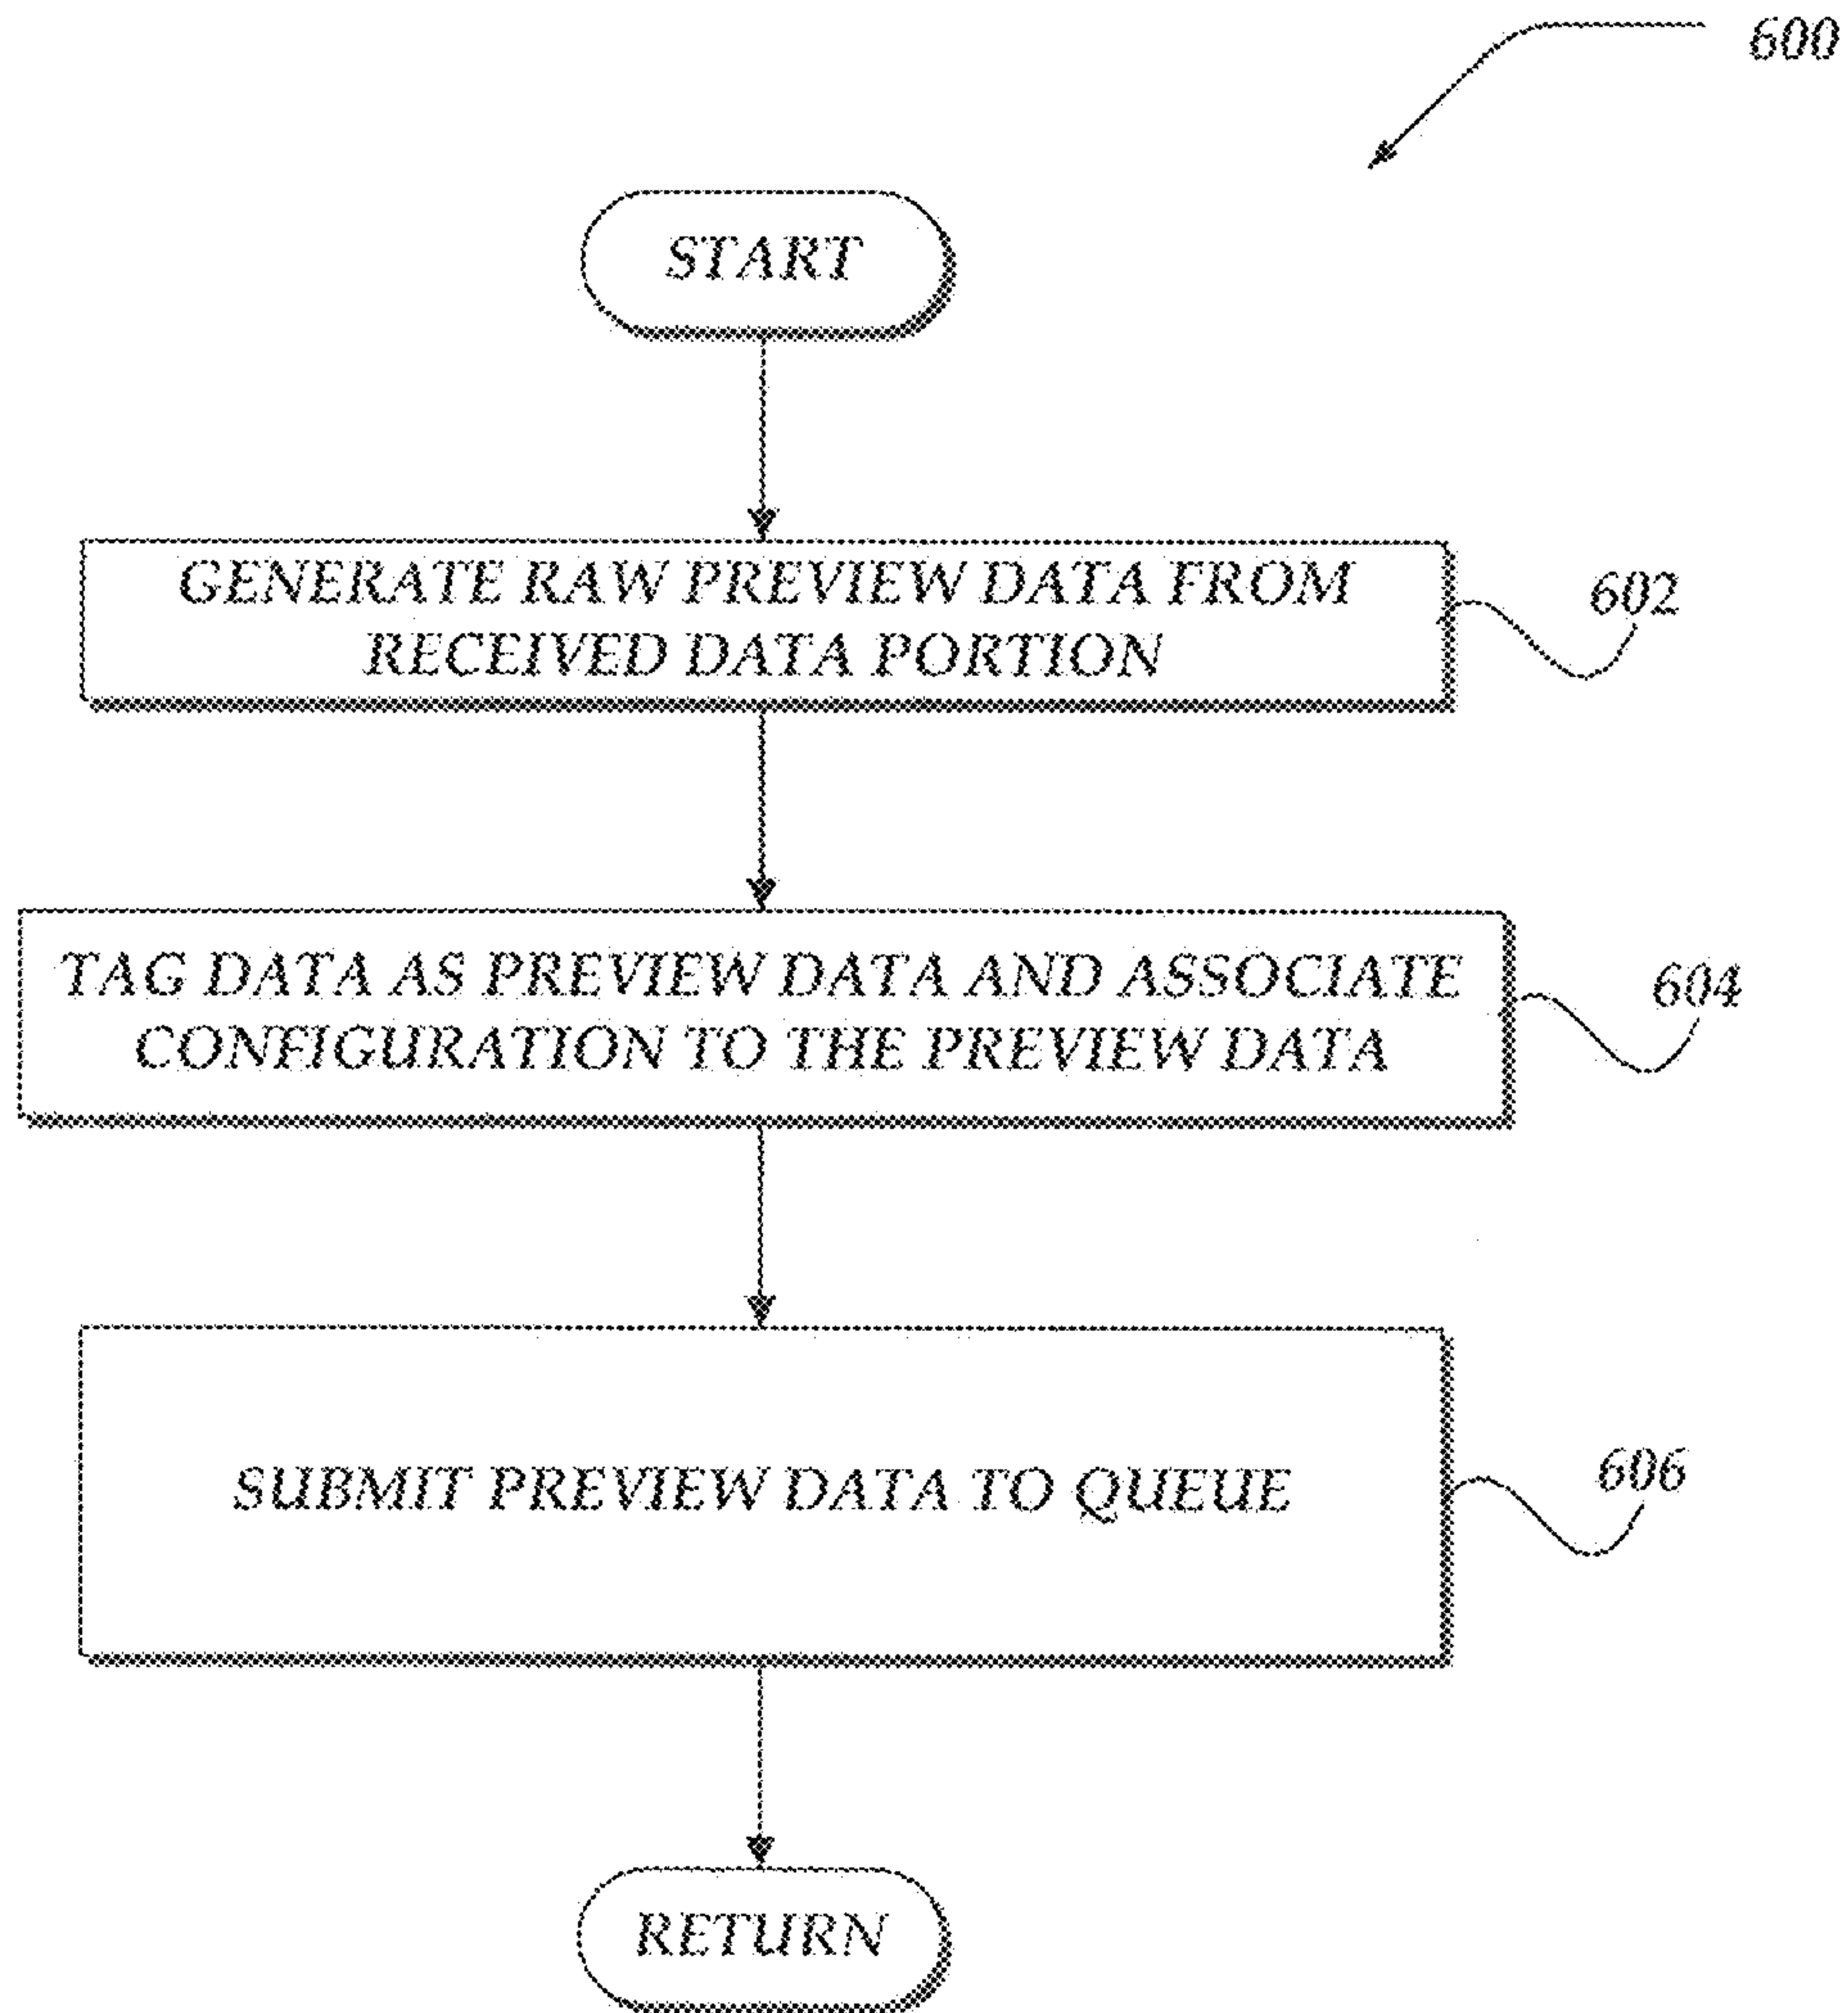 600
START
GENERATE RAW PREVIEW DATA FROM
RECEIVED DATA PORTION
602
TAG DATA AS PREVIEW DATA AND ASSOCIATE
CONFIGURATION TO THE PREVIEW DATA
604
SUBMIT PREVIEW DATA TO QUEUE
606
RETURN